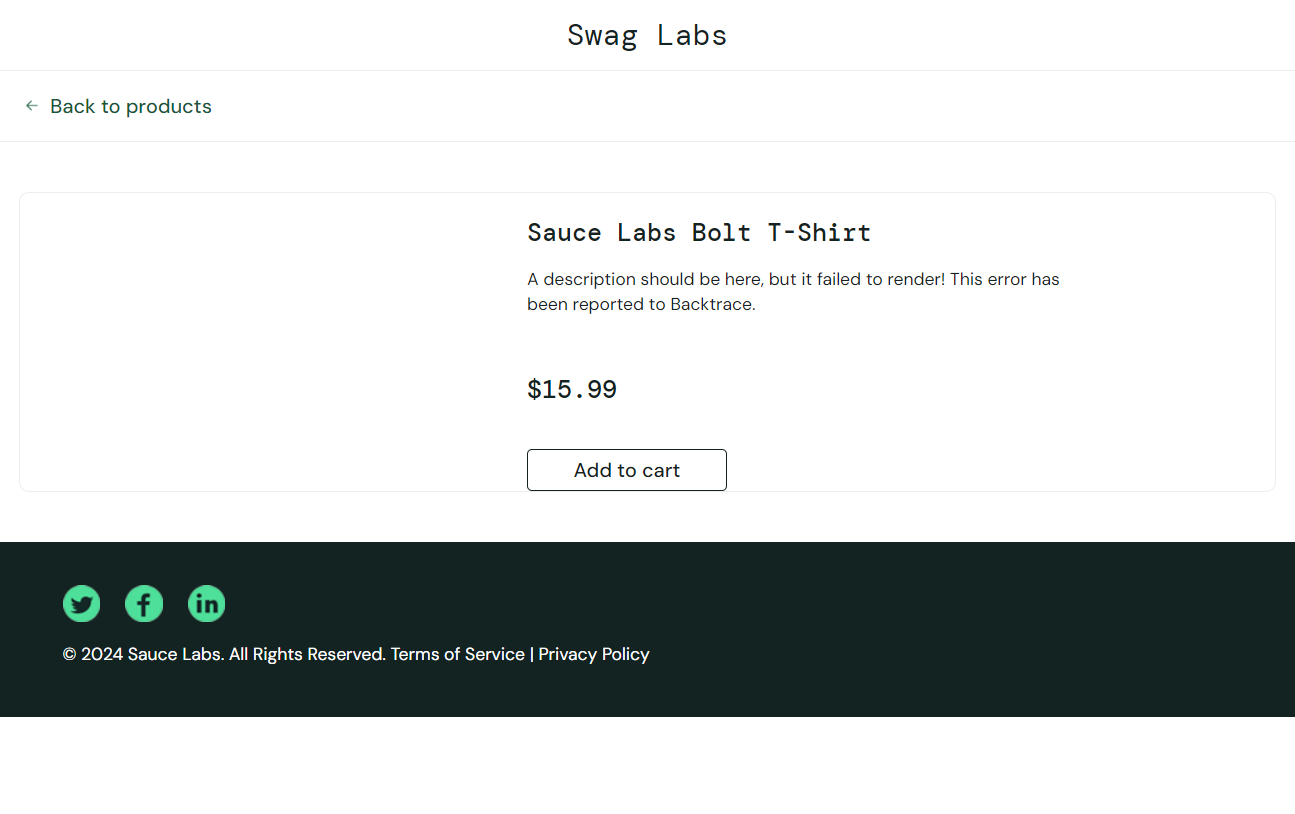 Swag Labs
Back to products
Sauce Labs Bolt T-Shirt
A description should be here, but it failed to render! This error has
been reported to Backtrace.
$15.99
Add to cart
© 2024 Sauce Labs. All Rights Reserved. Terms of Service | Privacy Policy